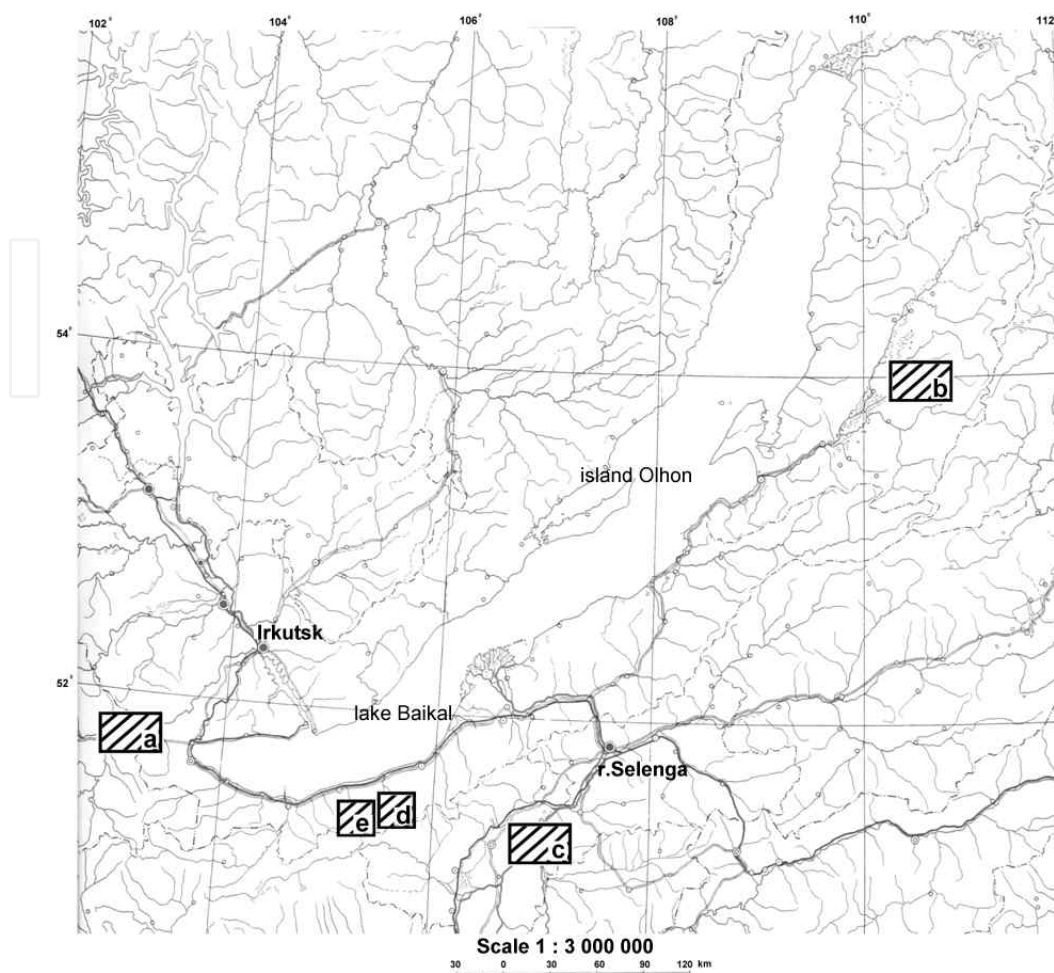 102° 104° 106° 108° 110° 112
54°
b
island Olhon
Irkutsk
52°
lake Baikal
a
r.Selenga
d
e
c
Scale 1 : 3 000 000
30 0 30 60 90 120 km